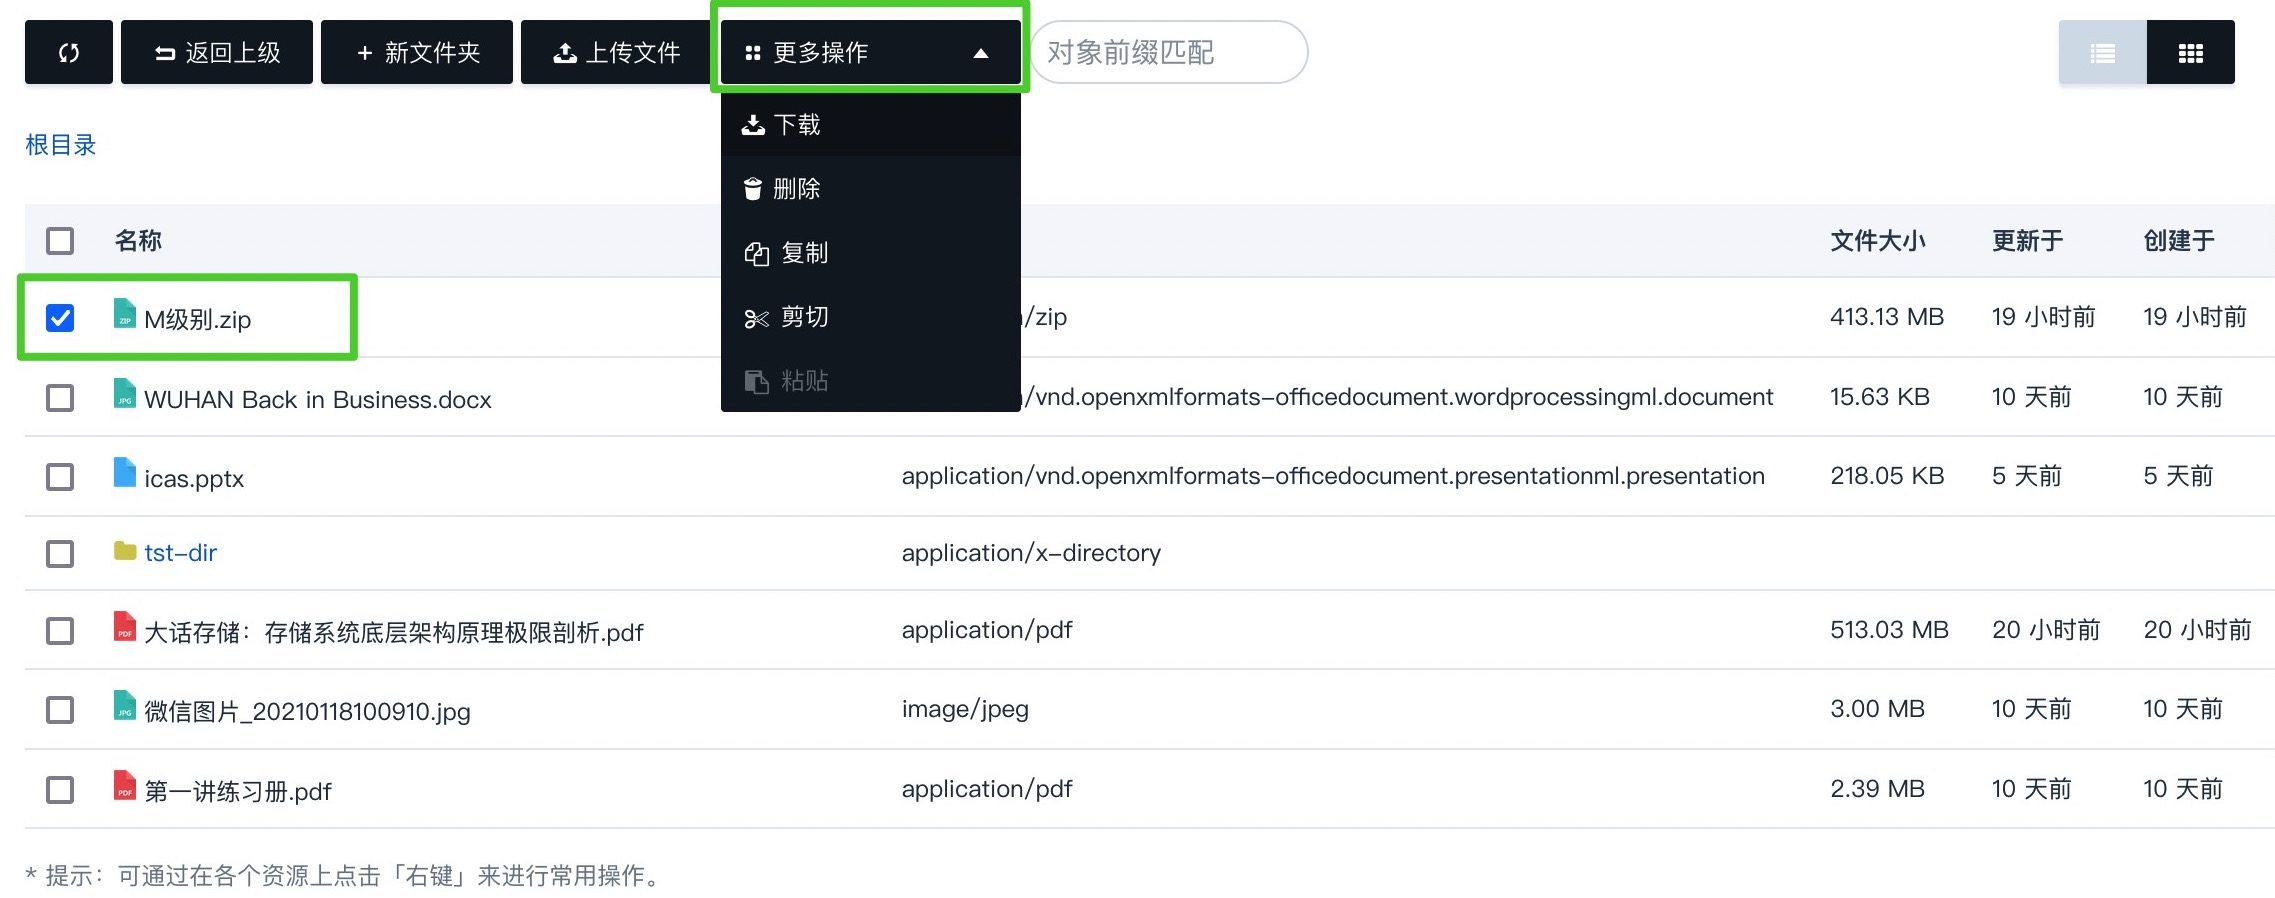 返回上级 + 新文件夹 上传文件 更多操作 对象前缀匹配
下载
根目录
删除
名称 文件大小 更新于 创建于
复制
M级别.zip /zip 413.13 MB 19 小时前 19 小时前
剪切
WUHAN Back in Business.docx /vnd.openxmlformats-officedocument.wordprocessingml.document 15.63 KB 10 天前 10 天前
粘贴
icas.pptx application/vnd.openxmlformats-officedocument.presentationml.presentation 218.05 KB 5 天前 5 天前
tst-dir application/x-directory
大话存储：存储系统底层架构原理极限剖析.pdf application/pdf 513.03 MB 20 小时前 20 小时前
微信图片_20210118100910.jpg image/jpeg 3.00 MB 10 天前 10 天前
第一讲练习册.pdf application/pdf 2.39 MB 10 天前 10 天前
* 提示：可通过在各个资源上点击「右键」来进行常用操作。